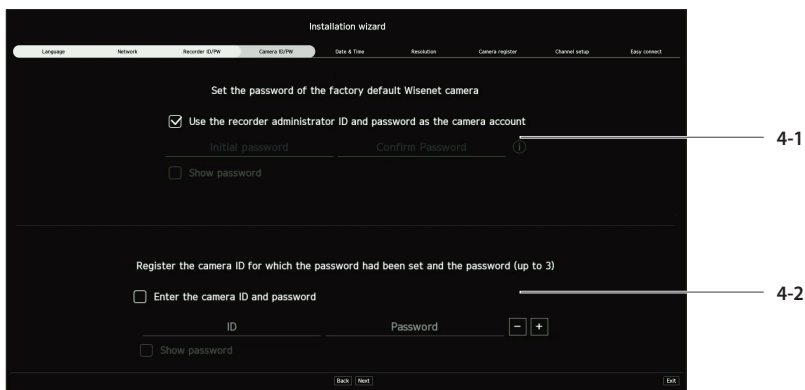 Installation wizard
Language Network Recorder ID/PW Camera ID/PW Date & Time Resolution Camera register Channel setup Easy connect
Set the password of the factory default Wisenet camera
Use the recorder administrator ID and password as the camera account
4-1
Initial password Confirm Password i
Show password
Register the camera ID for which the password had been set and the password (up to 3)
4-2
Enter the camera ID and password
ID Password - +
Show password
Back Next Exit